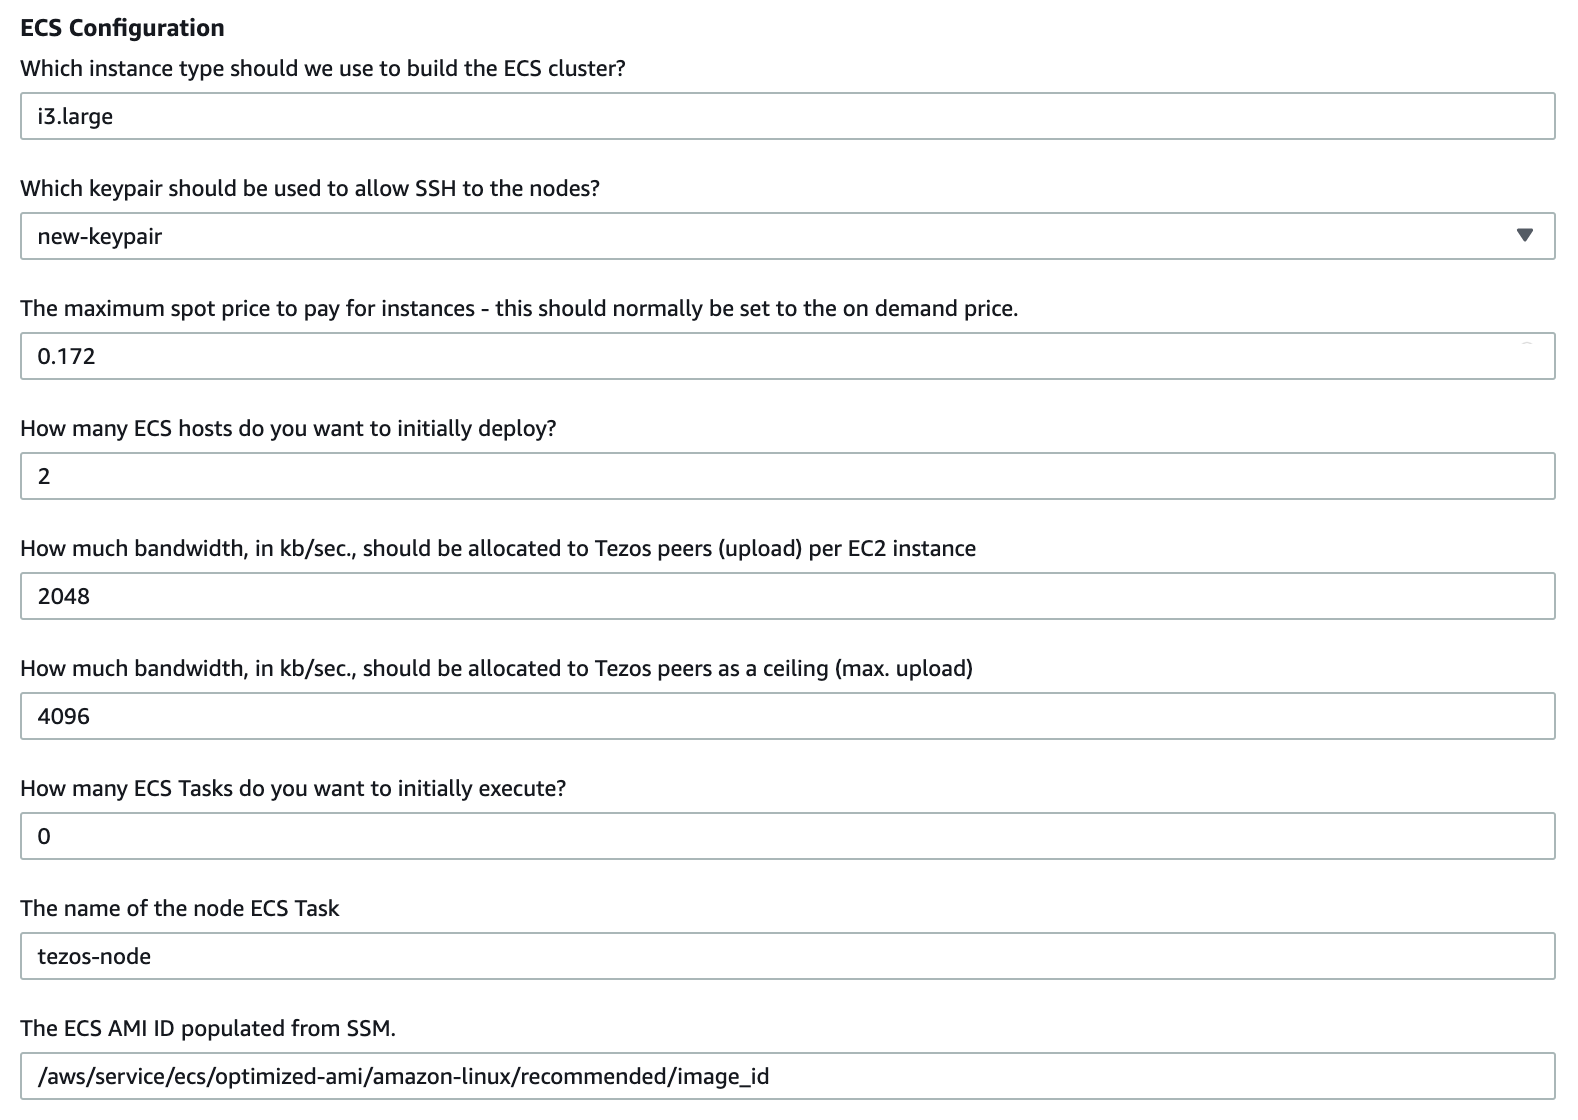 ECS Configuration
Which instance type should we use to build the ECS cluster?
i3.large
Which keypair should be used to allow SSH to the nodes?
new-keypair
The maximum spot price to pay for instances - this should normally be set to the on demand price.
0.172
How many ECS hosts do you want to initially deploy?
2
How much bandwidth, in kb/sec., should be allocated to Tezos peers (upload) per EC2 instance
2048
How much bandwidth, in kb/sec., should be allocated to Tezos peers as a ceiling (max. upload)
4096
How many ECS Tasks do you want to initially execute?
0
The name of the node ECS Task
tezos-node
The ECS AMI ID populated from SSM.
/aws/service/ecs/optimized-ami/amazon-linux/recommended/image_id